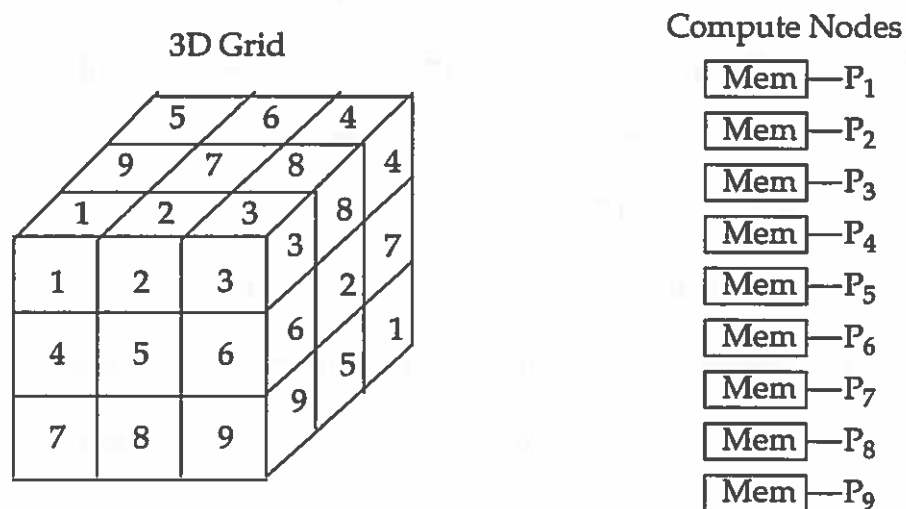 3D Grid
5 6 4
9 7 8
1 2 3
1 2 3
4 5 6
7 8 9
3 8 4
6 2 7
9 5 1
Compute Nodes
Mem P1
Mem P2
Mem P3
Mem P4
Mem P5
Mem P6
Mem P7
Mem P8
Mem P9